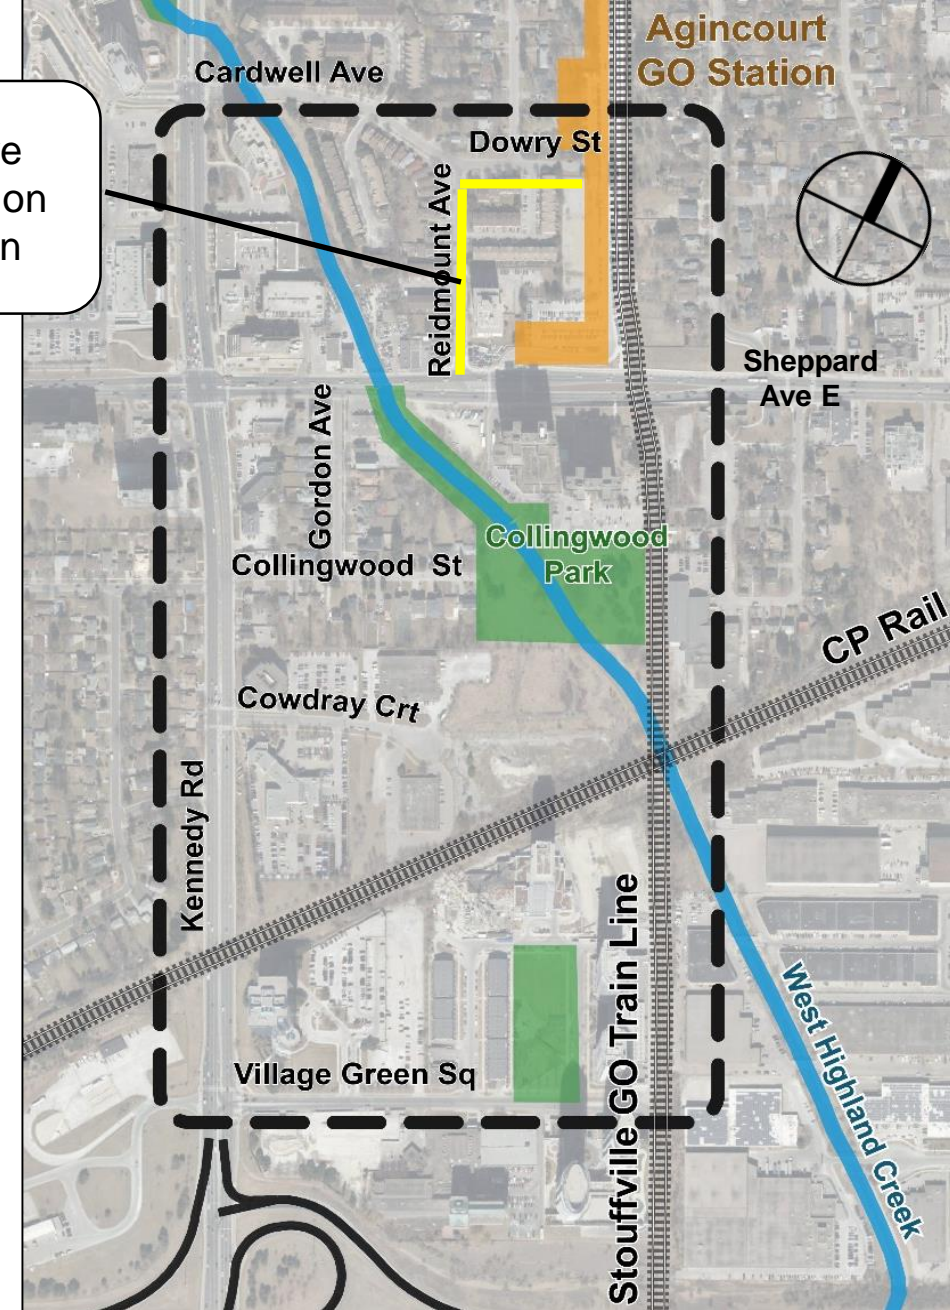 Agincourt
GO Station
Cardwell Ave
e
on
n
Dowry St
Reidmount Ave
Sheppard
Ave E
Gordon Ave
Collingwood
Park
Collingwood St
CP Rail
Cowdray Crt
Kennedy Rd
Stouffville GO Train Line
West Highland Creek
Village Green Sq